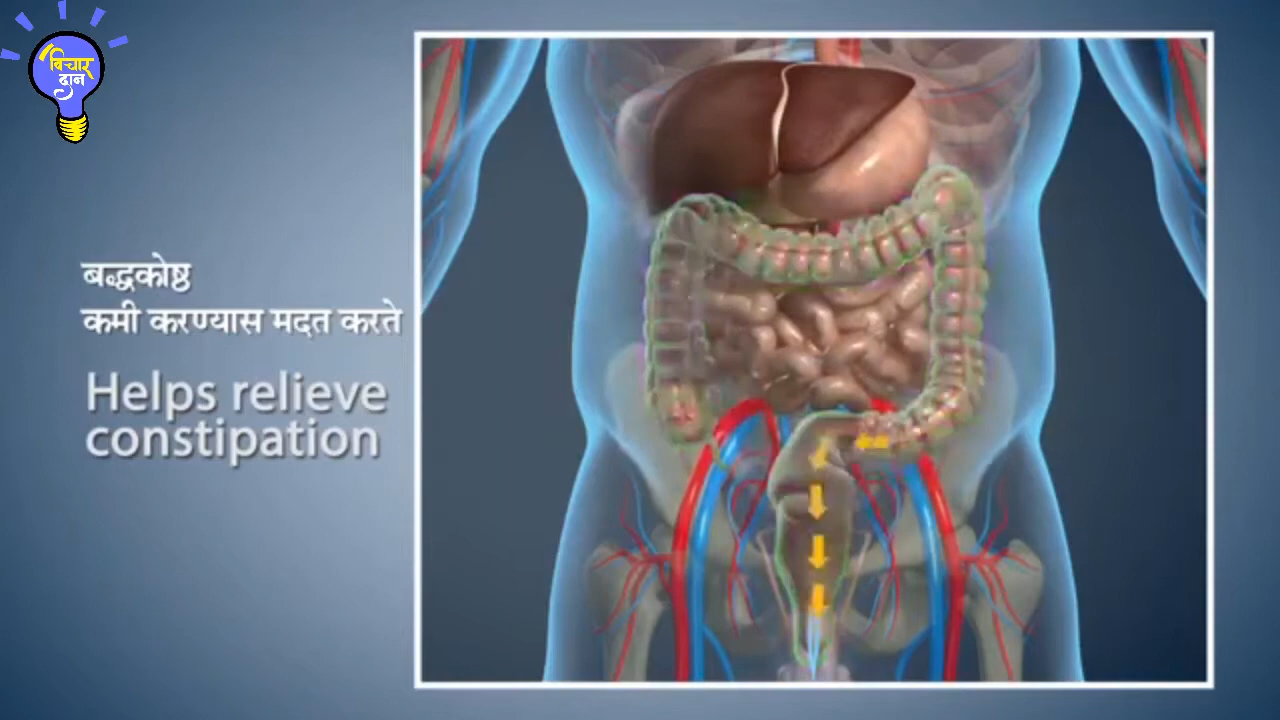 विचार
दान
बद्धकोष्ठ
कमी करण्यास मदत करते
Helps relieve
constipation